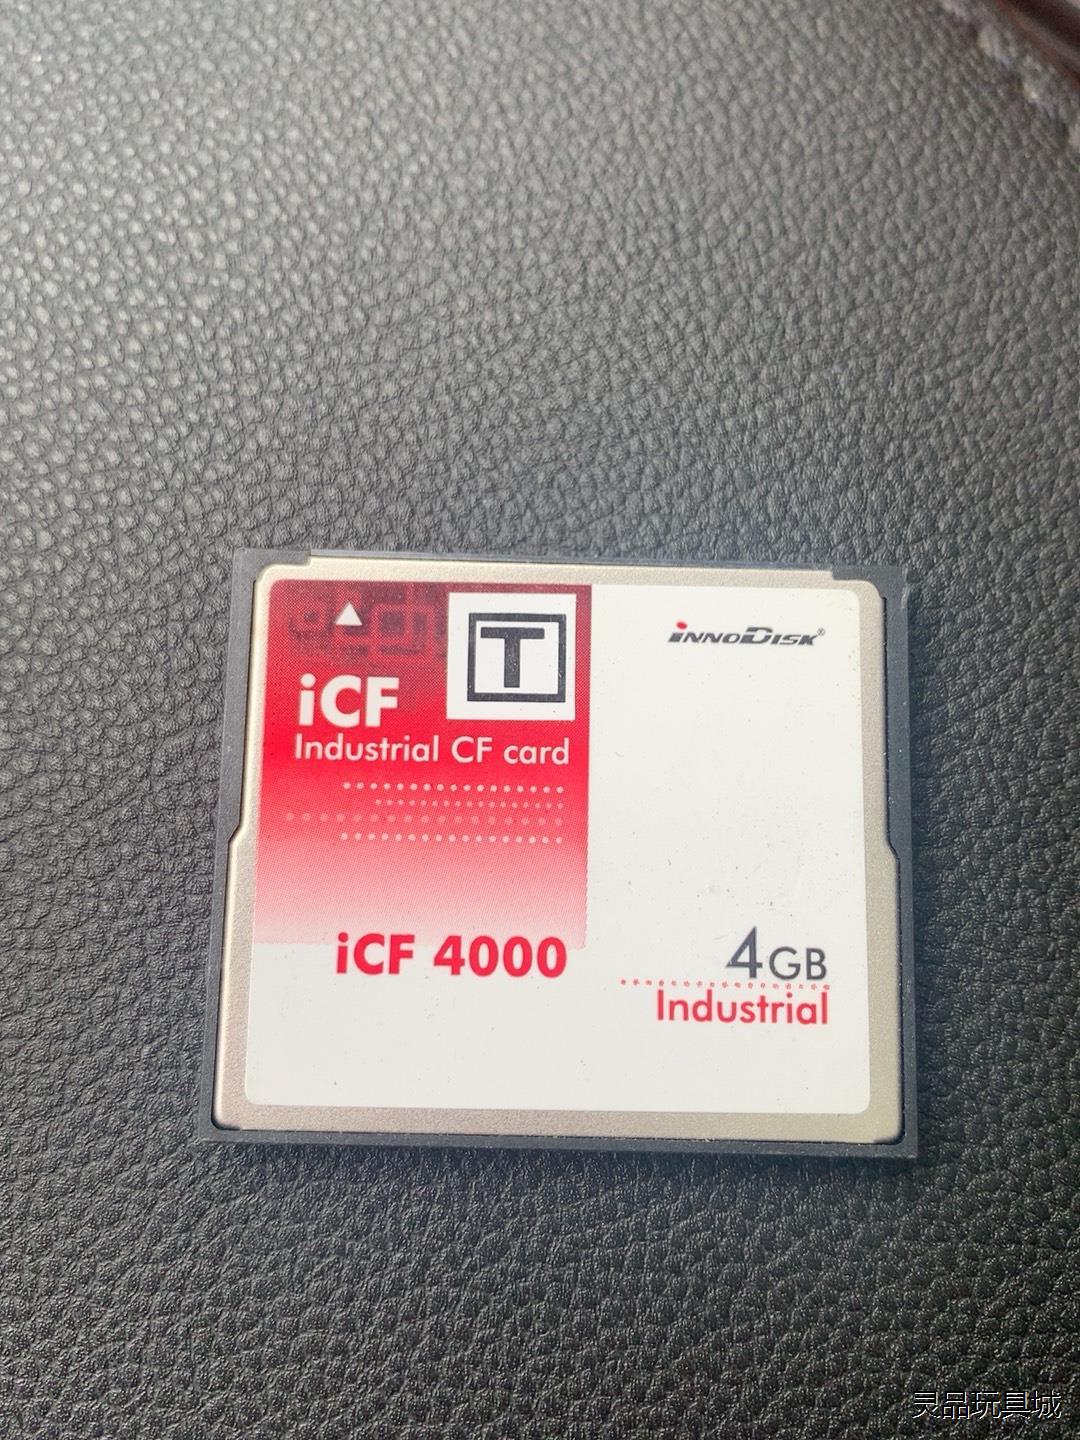 T
INNODISK®
iCF
Industrial CF card
iCF 4000
4GB
Industrial
灵品玩具城